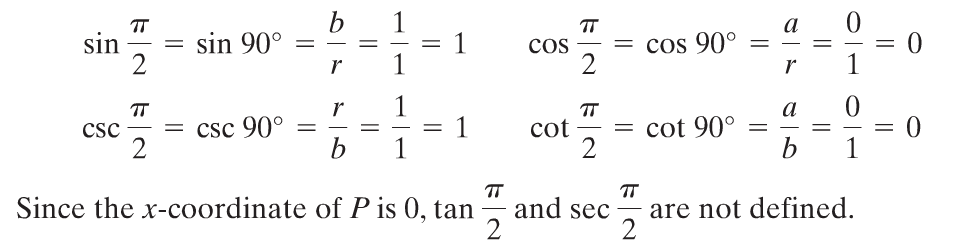 sin π/2 = sin 90° = b/r = 1/1 = 1    cos π/2 = cos 90° = a/r = 0/1 = 0
csc π/2 = csc 90° = r/b = 1/1 = 1    cot π/2 = cot 90° = a/b = 0/1 = 0
Since the x-coordinate of P is 0, tan π/2 and sec π/2 are not defined.